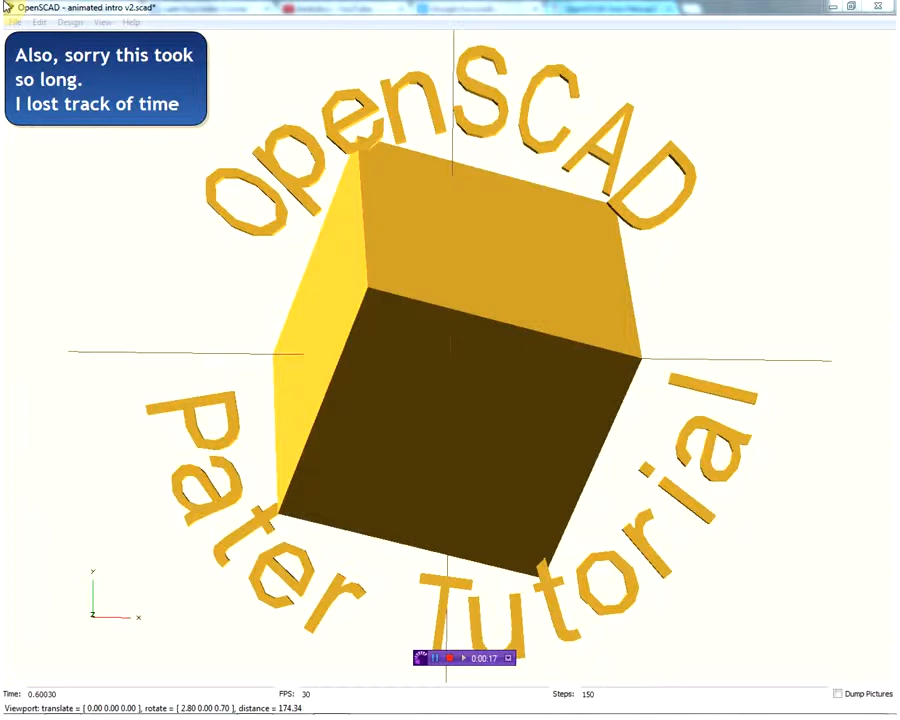 OpenSCAD - animated intro v2.scad*
File Edit Design View Help
Also, sorry this took
so long.
I lost track of time
OpenSCAD
Pater Tutorial
0:00:17
Y
Z X
Time: 0.60030 FPS: 30 Steps: 150 Dump Pictures
Viewport: translate = [ 0.00 0.00 0.00 ], rotate = [ 2.80 0.00 0.70 ], distance = 174.34